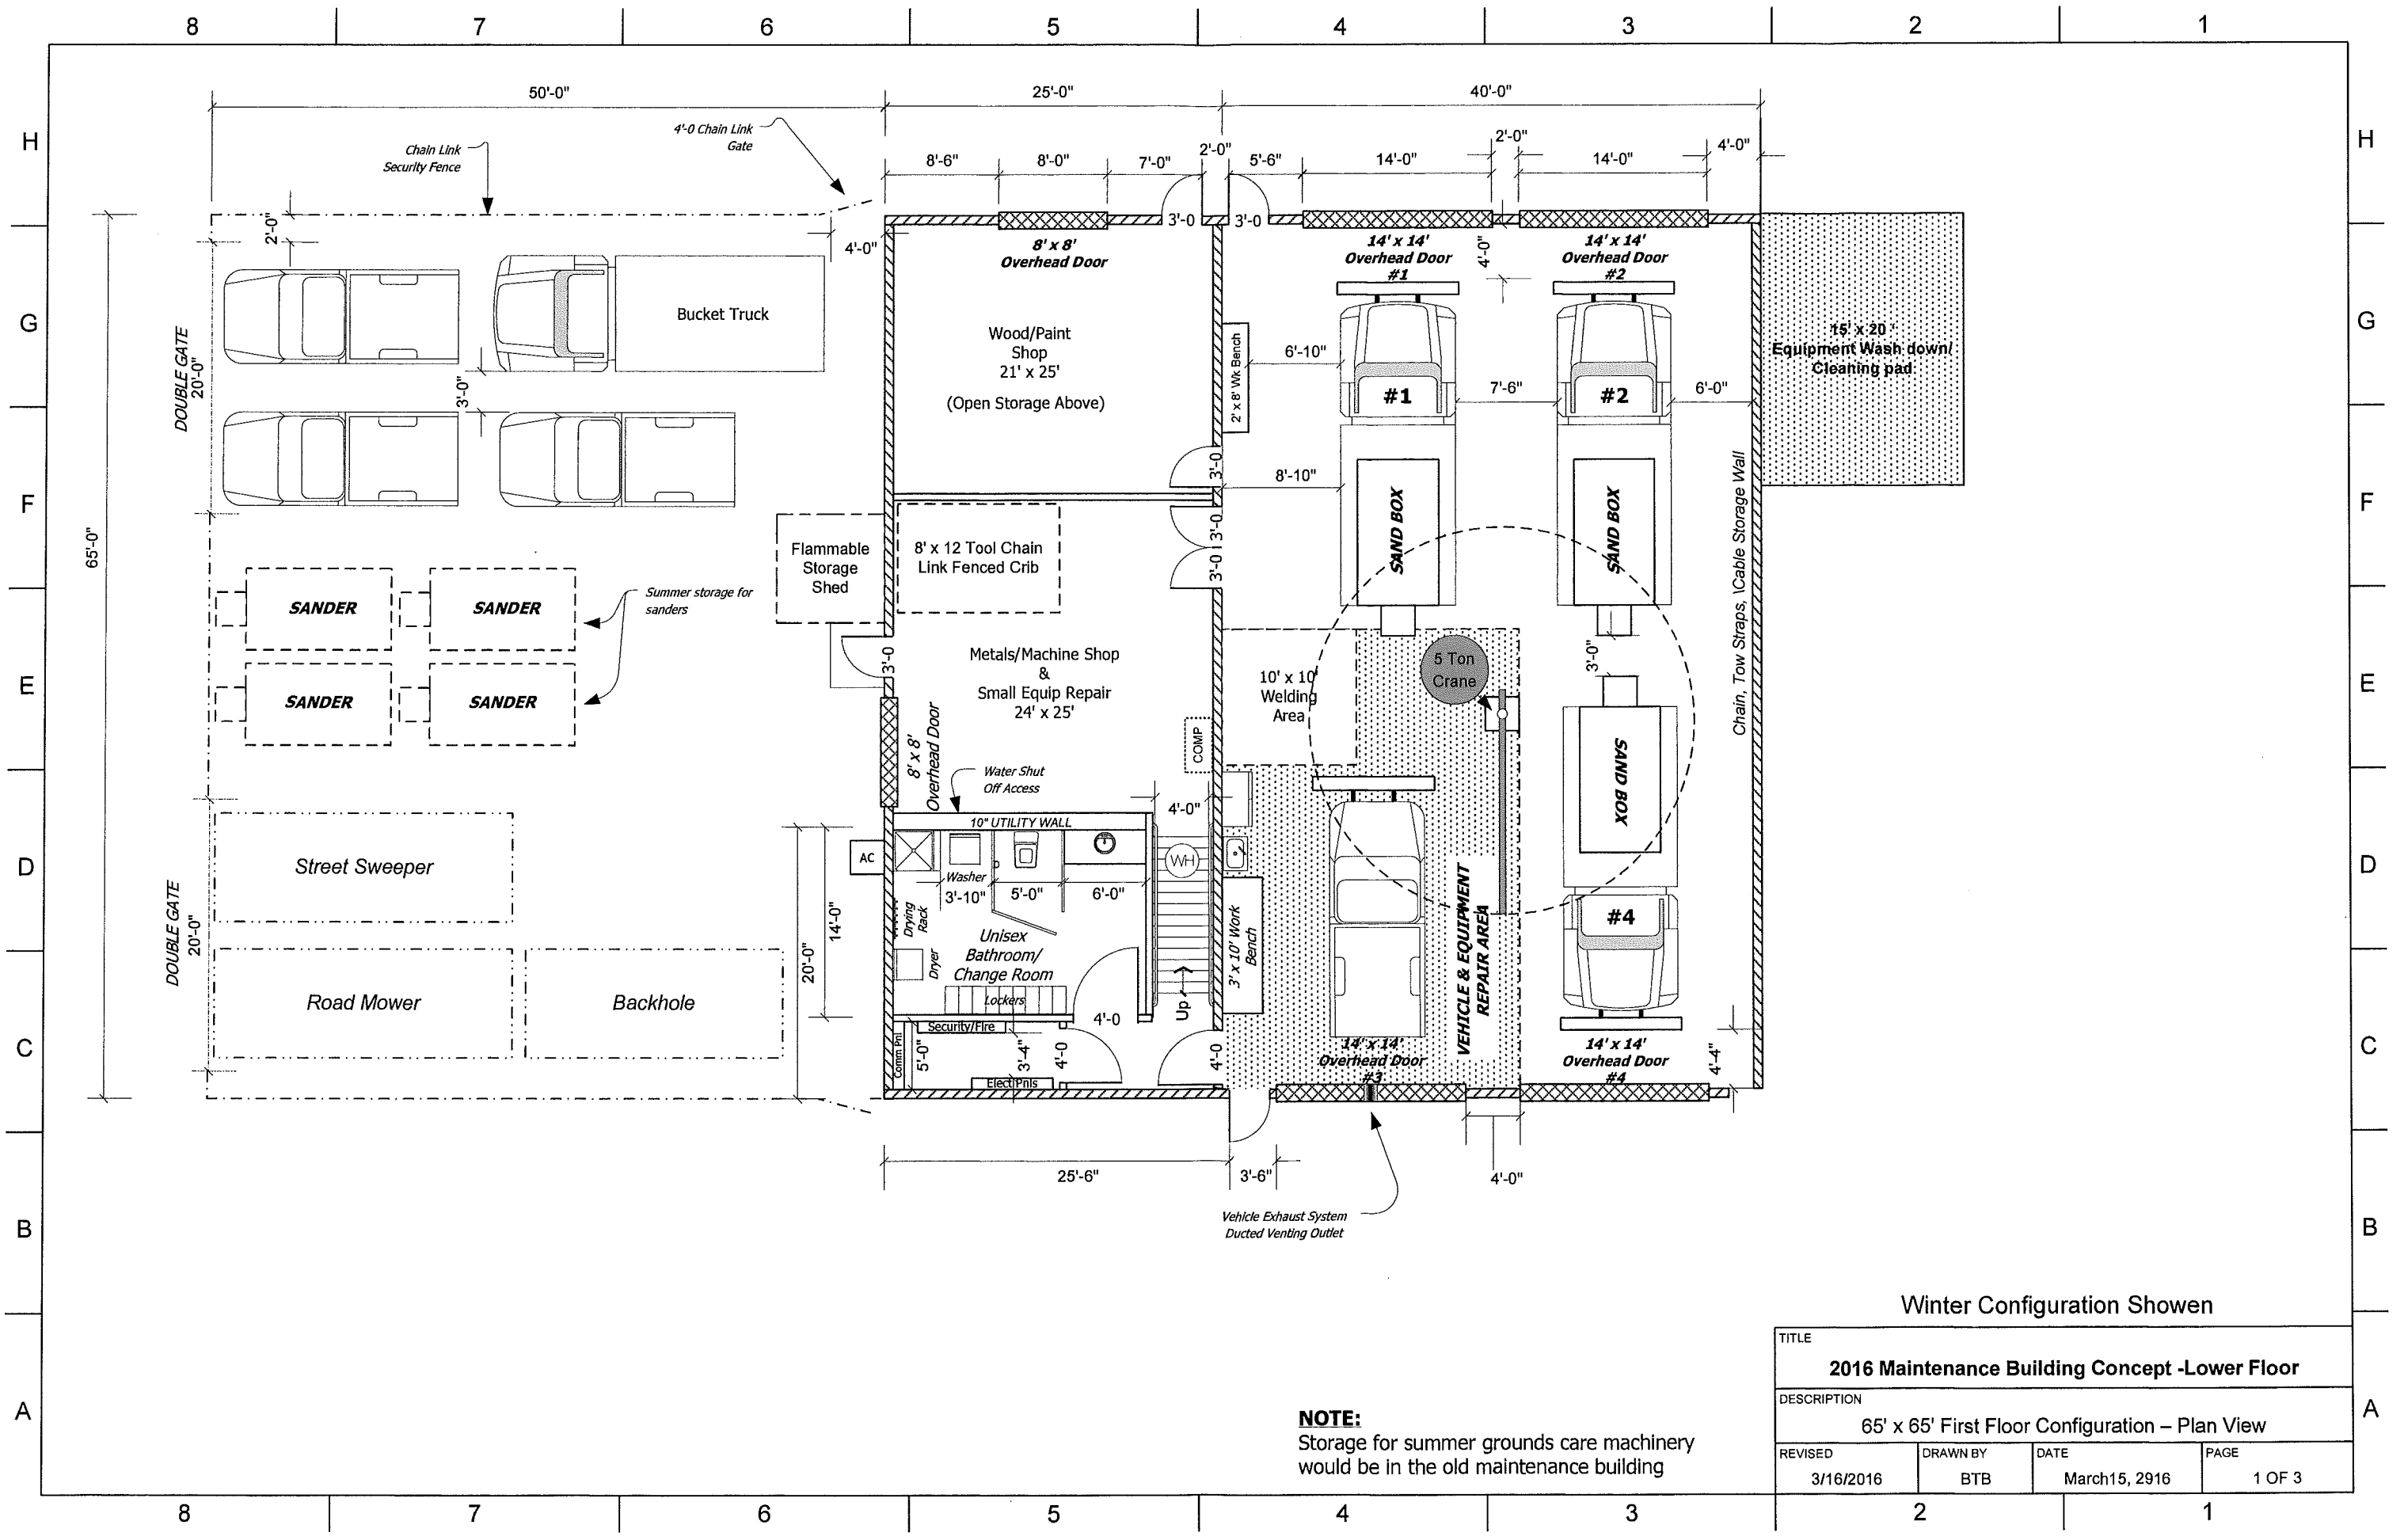 8 7 6 5 4 3 2 1
H
G
F
E
D
C
B
A
H
G
F
E
D
C
B
A
50'-0"
25'-0"
40'-0"
Chain Link
Security Fence
4'-0 Chain Link
Gate
8'-6"
8'-0"
7'-0"
2'-0"
5'-6"
14'-0"
2'-0"
14'-0"
4'-0"
2'-0"
4'-0"
3'-0
3'-0
65'-0"
DOUBLE GATE
20'-0"
Bucket Truck
3'-0"
8' x 8'
Overhead Door
Wood/Paint
Shop
21' x 25'
(Open Storage Above)
14' x 14'
Overhead Door
#1
4'-0"
14' x 14'
Overhead Door
#2
15' x 20 '
Equipment Wash down/
Cleaning pad
2' x 8' Wk Bench
6'-10"
#1
7'-6"
#2
6'-0"
3'-0
8'-10"
SAND BOX
SAND BOX
Chain, Tow Straps, \Cable Storage Wall
3'-0
3'-0
Flammable
Storage
Shed
8' x 12 Tool Chain
Link Fenced Crib
SANDER
SANDER
Summer storage for
sanders
SANDER
SANDER
3'-0
Metals/Machine Shop
&
Small Equip Repair
24' x 25'
8' x 8'
Overhead Door
COMP
10' x 10'
Welding
Area
5 Ton
Crane
3'-0"
SAND BOX
#4
Water Shut
Off Access
4'-0"
10" UTILITY WALL
AC
WH
Washer
3'-10"
5'-0"
6'-0"
Drying
Rack
Dryer
Unisex
Bathroom/
Change Room
Lockers
20'-0"
14'-0"
Street Sweeper
DOUBLE GATE
20'-0"
Road Mower
Backhole
Up
3' x 10' Work
Bench
VEHICLE & EQUIPMENT
REPAIR AREA
Security/Fire
Comm Pnl
5'-0"
3'-4"
4'-0
4'-0
4'-0
Elect Pnls
14' x 14'
Overhead Door
#3
14' x 14'
Overhead Door
#4
4'-4"
25'-6"
3'-6"
4'-0"
Vehicle Exhaust System
Ducted Venting Outlet
Winter Configuration Showen
TITLE
2016 Maintenance Building Concept -Lower Floor
DESCRIPTION
65' x 65' First Floor Configuration – Plan View
REVISED DRAWN BY DATE PAGE
3/16/2016 BTB March15, 2916 1 OF 3
NOTE:
Storage for summer grounds care machinery
would be in the old maintenance building
8 7 6 5 4 3 2 1